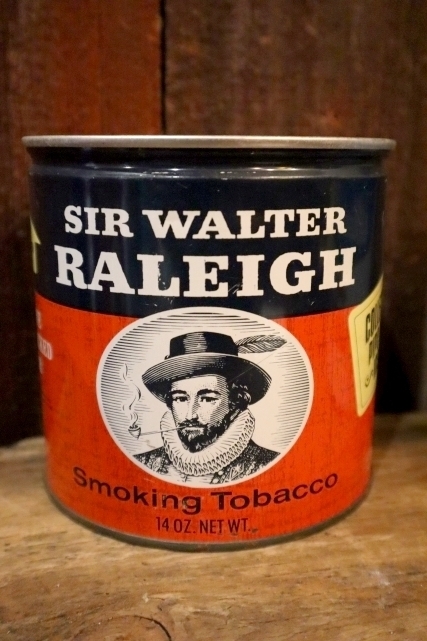 SIR WALTER
RALEIGH
Smoking Tobacco
14 OZ. NET WT.